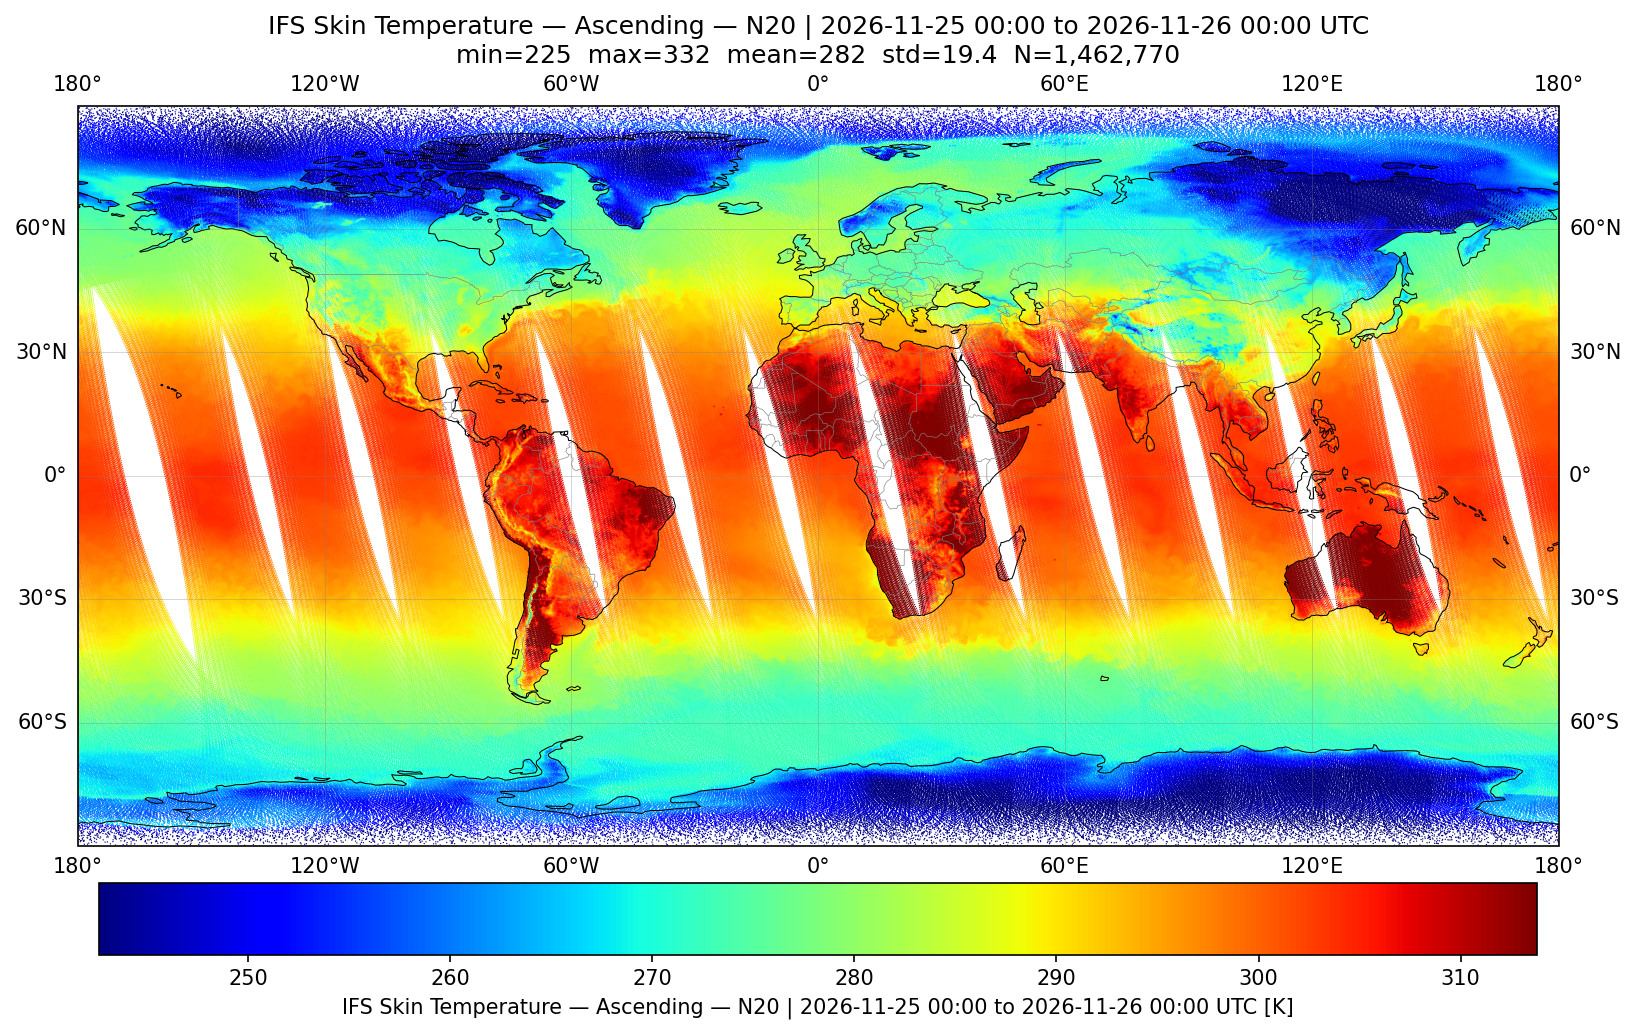 IFS Skin Temperature — Ascending — N20 | 2026-11-25 00:00 to 2026-11-26 00:00 UTC
min=225 max=332 mean=282 std=19.4 N=1,462,770
180° 120°W 60°W 0° 60°E 120°E 180°
60°N 60°N
30°N 30°N
0° 0°
30°S 30°S
60°S 60°S
180° 120°W 60°W 0° 60°E 120°E 180°
250 260 270 280 290 300 310
IFS Skin Temperature — Ascending — N20 | 2026-11-25 00:00 to 2026-11-26 00:00 UTC [K]